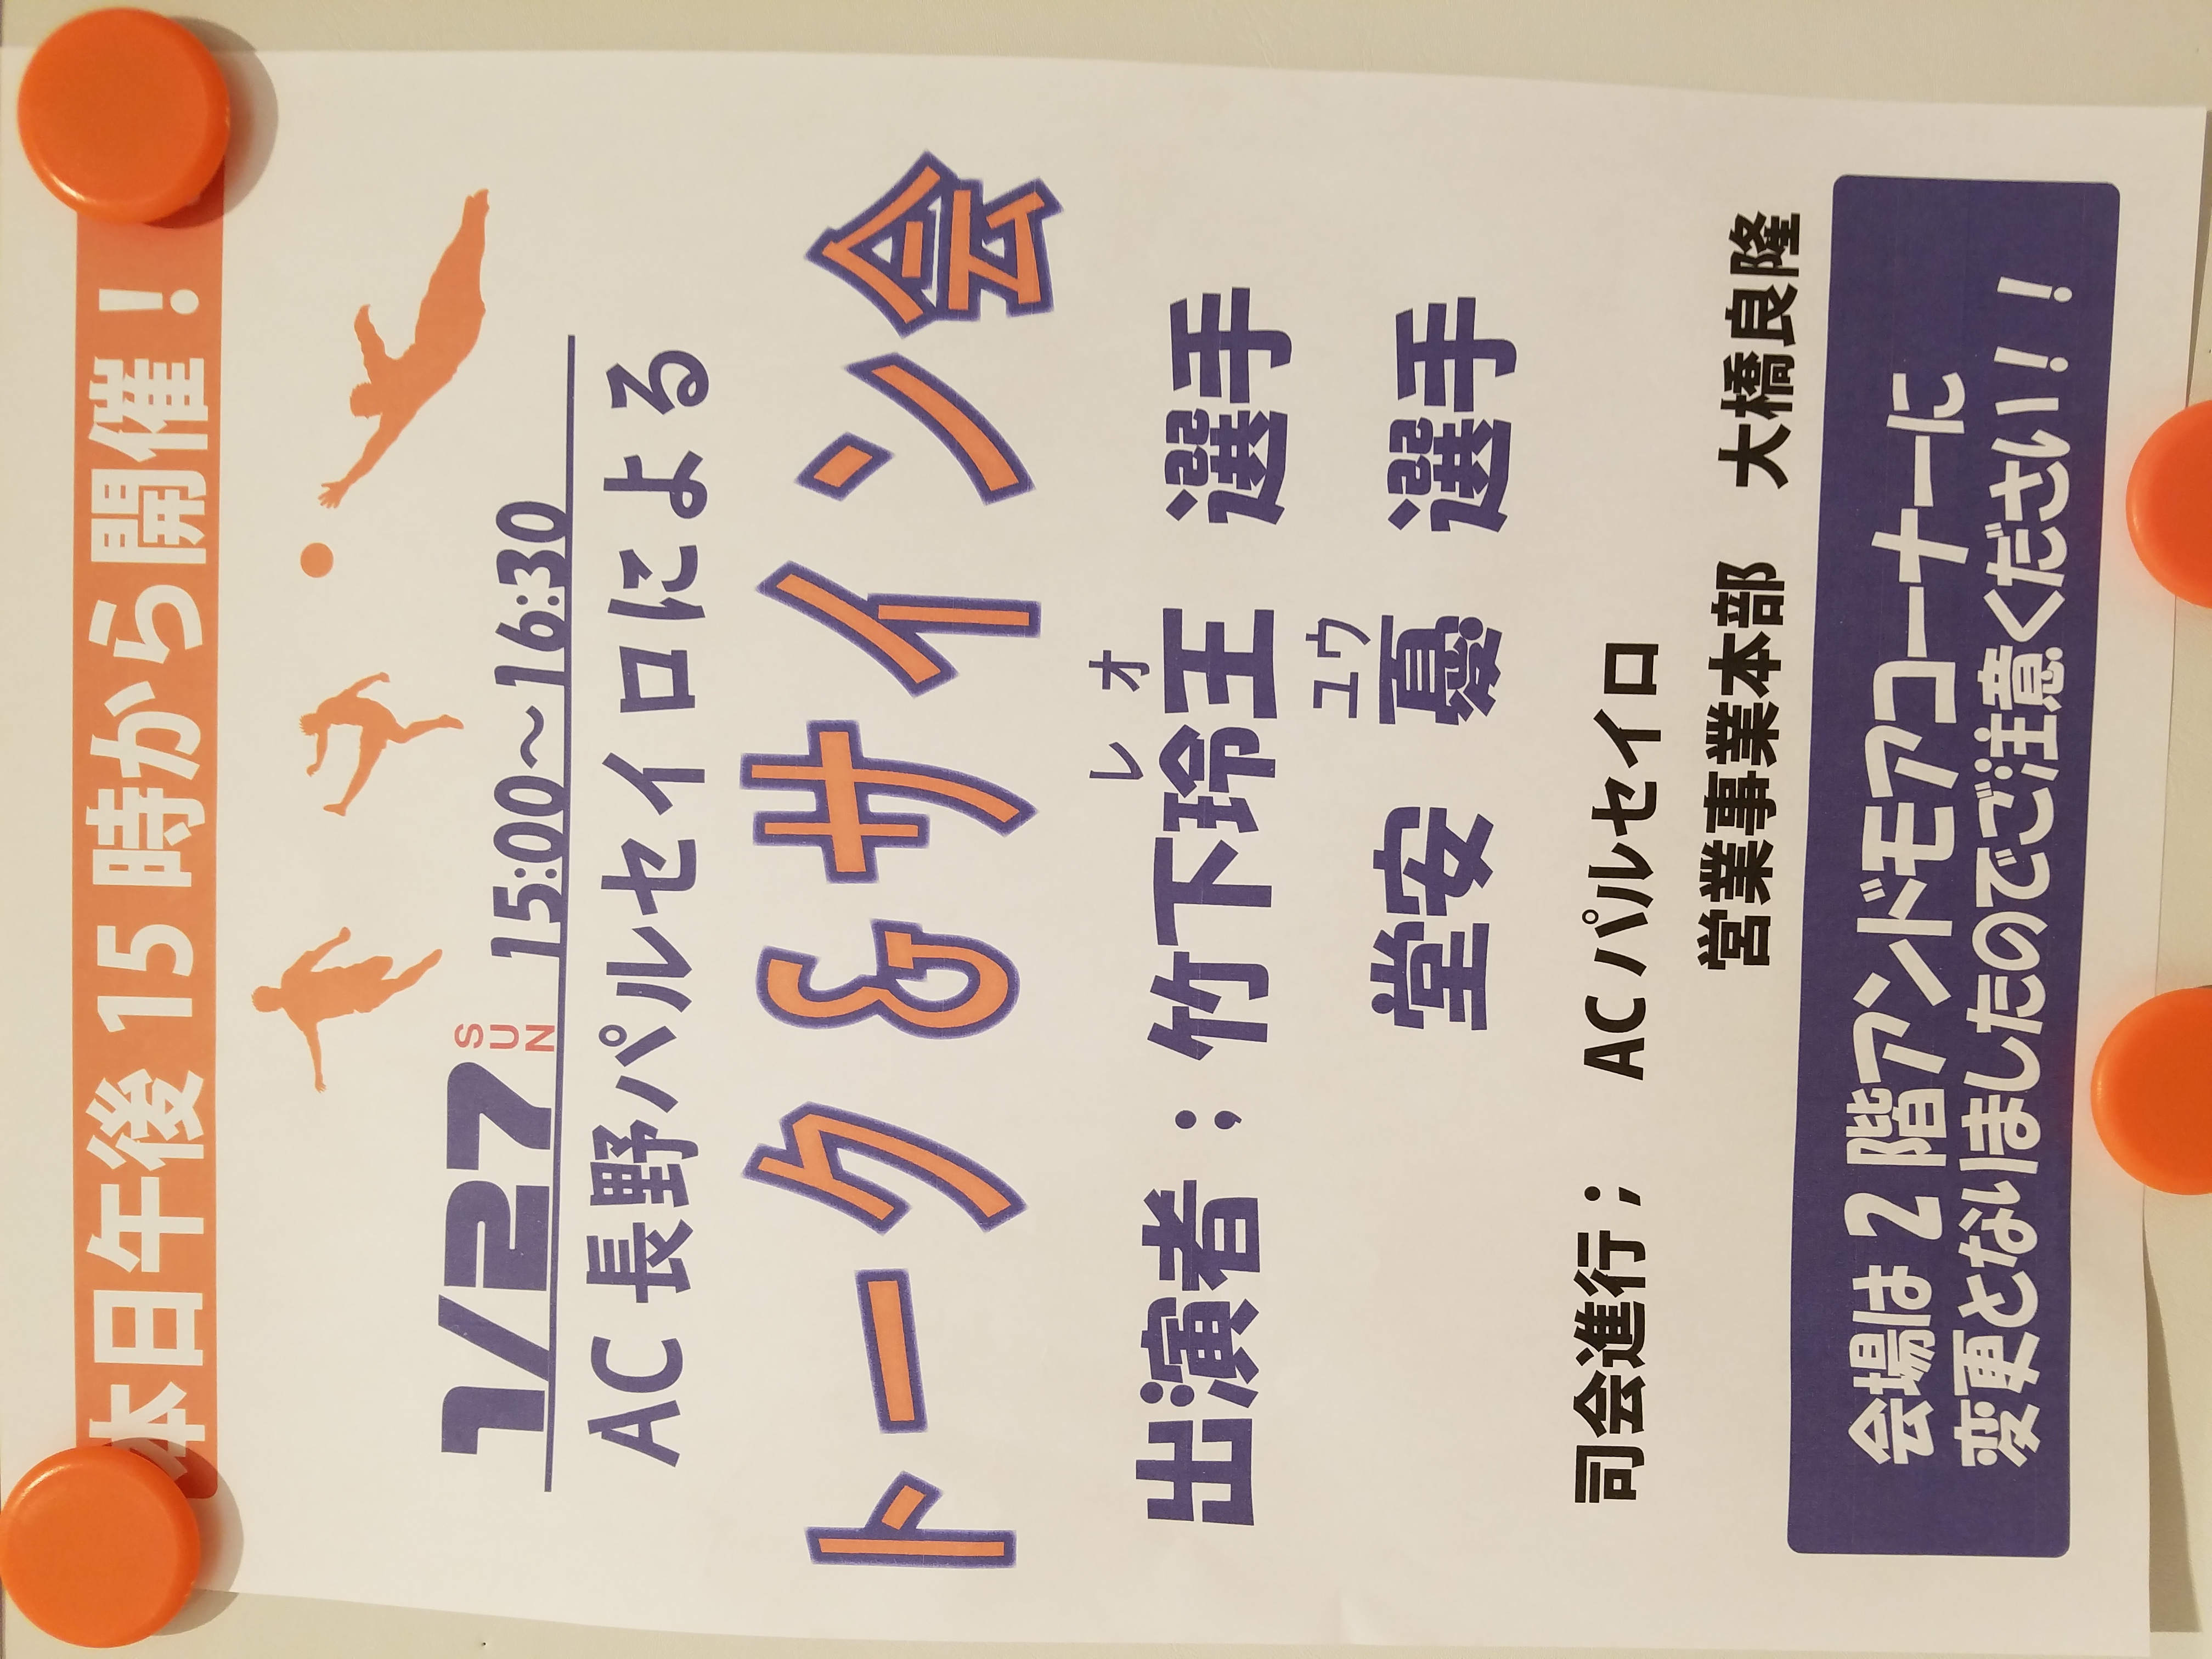 本日午後15時から開催！
1/27 SUN 15:00～16:30
AC長野パルセイロによる
トーク&サイン会
レオ
出演者：竹下玲王 選手
ユウ
堂安 憂 選手
司会進行； ACパルセイロ
営業事業本部 大橋良隆
会場は2階アンドモアコーナーに
変更となりましたのでご注意ください！！